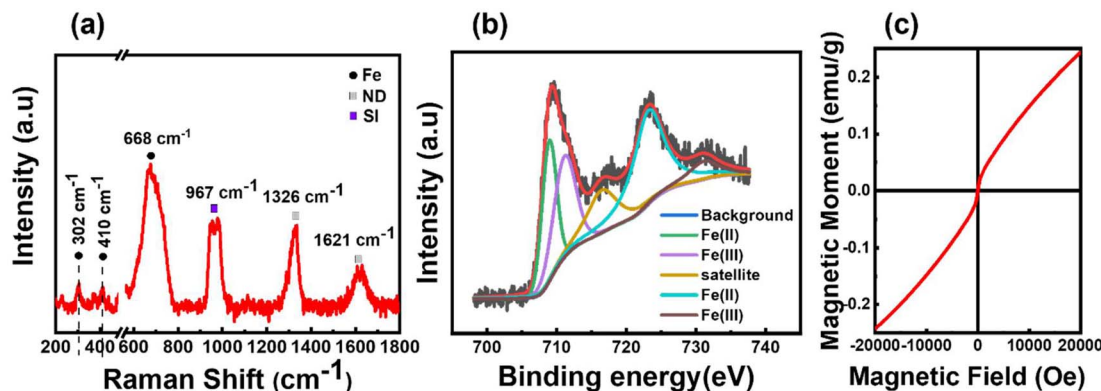 (a)
Intensity (a.u)
302 cm-1
410 cm-1
668 cm-1
967 cm-1
1326 cm-1
1621 cm-1
Fe
ND
SI
200 400 600 800 1000 1200 1400 1600 1800
Raman Shift (cm-1)
(b)
Intensity (a.u)
Background
Fe(II)
Fe(III)
satellite
Fe(II)
Fe(III)
700 710 720 730 740
Binding energy(eV)
(c)
Magnetic Moment (emu/g)
0.2
0.1
0.0
-0.1
-0.2
-20000 -10000 0 10000 20000
Magnetic Field (Oe)